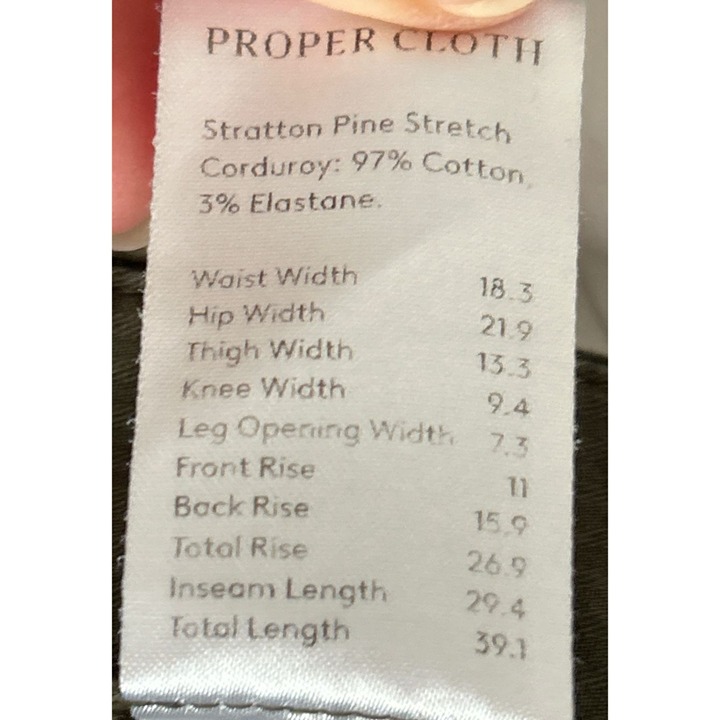 PROPER CLOTH
Stratton Pine Stretch
Corduroy: 97% Cotton,
3% Elastane.
Waist Width 18.3
Hip Width 21.9
Thigh Width 13.3
Knee Width 9.4
Leg Opening Width 7.3
Front Rise 11
Back Rise 15.9
Total Rise 26.9
Inseam Length 29.4
Total Length 39.1